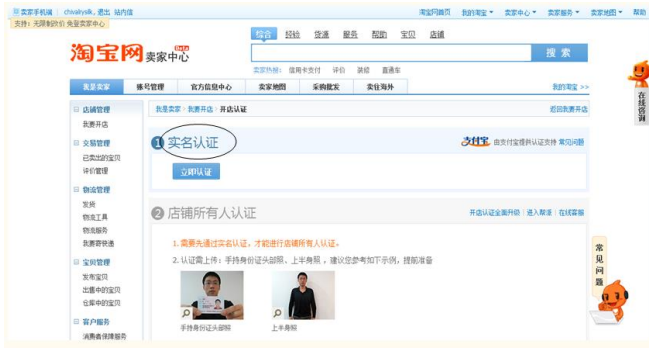 卖家手机端 chivalrysilk, 退出 站内信
淘宝网首页 我的淘宝 卖家中心 卖家服务 卖家地图 帮助
支持:无限制改价 免登卖家中心
综合 经验 货源 服务 帮助 宝贝 店铺
淘宝网 卖家中心 Beta
搜 索
卖家热搜: 信用卡支付 评价 装修 直通车
我是卖家 账号管理 官方信息中心 卖家地图 采购批发 卖往海外 我的淘宝 >>
在线咨询
店铺管理
我要开店
交易管理
已卖出的宝贝
评价管理
物流管理
发货
物流工具
物流服务
我要寄快递
宝贝管理
发布宝贝
出售中的宝贝
仓库中的宝贝
客户服务
消费者保障服务
我是卖家 > 我要开店 > 开店认证 返回我要开店
1 实名认证
支付宝 由支付宝提供认证支持 常见问题
立即认证
2 店铺所有人认证
开店认证全面升级 | 进入帮派 | 在线客服
1. 需要先通过实名认证,才能进行店铺所有人认证。
2. 认证需上传:手持身份证头部照、上半身照,建议您参考如下示例,提前准备
手持身份证头部照 上半身照
常见问题